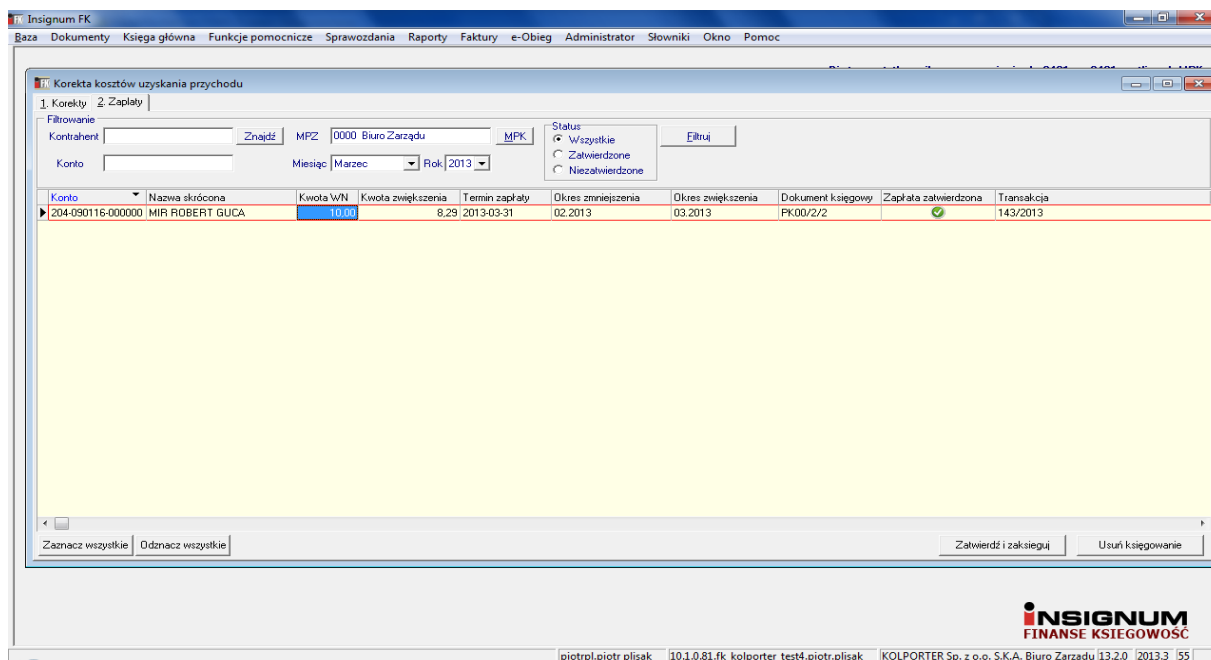 Insignum FK
Baza Dokumenty Księga główna Funkcje pomocnicze Sprawozdania Raporty Faktury e-Obieg Administrator Słowniki Okno Pomoc
Korekta kosztów uzyskania przychodu
1. Korekty 2. Zapłaty
Filtrowanie
Kontrahent Znajdź MPZ 0000 Biuro Zarządu MPK
Status
Wszystkie
Zatwierdzone
Niezatwierdzone
Filtruj
Konto Miesiąc Marzec Rok 2013
Konto Nazwa skrócona Kwota WN Kwota zwiększenia Termin zapłaty Okres zmniejszenia Okres zwiększenia Dokument księgowy Zapłata zatwierdzona Transakcja
204-090116-000000 MIR ROBERT GUCA 10,00 8,29 2013-03-31 02.2013 03.2013 PK00/2/2 143/2013
Zaznacz wszystkie Odznacz wszystkie Zatwierdź i zaksieguj Usuń księgowanie
INSIGNUM
FINANSE KSIĘGOWOŚĆ
piotrpl.piotr plisak 10.1.0.81.fk_kolporter_test4.piotr.plisak KOLPORTER Sp. z o.o. S.K.A. Biuro Zarządu 13.2.0 2013.3 55